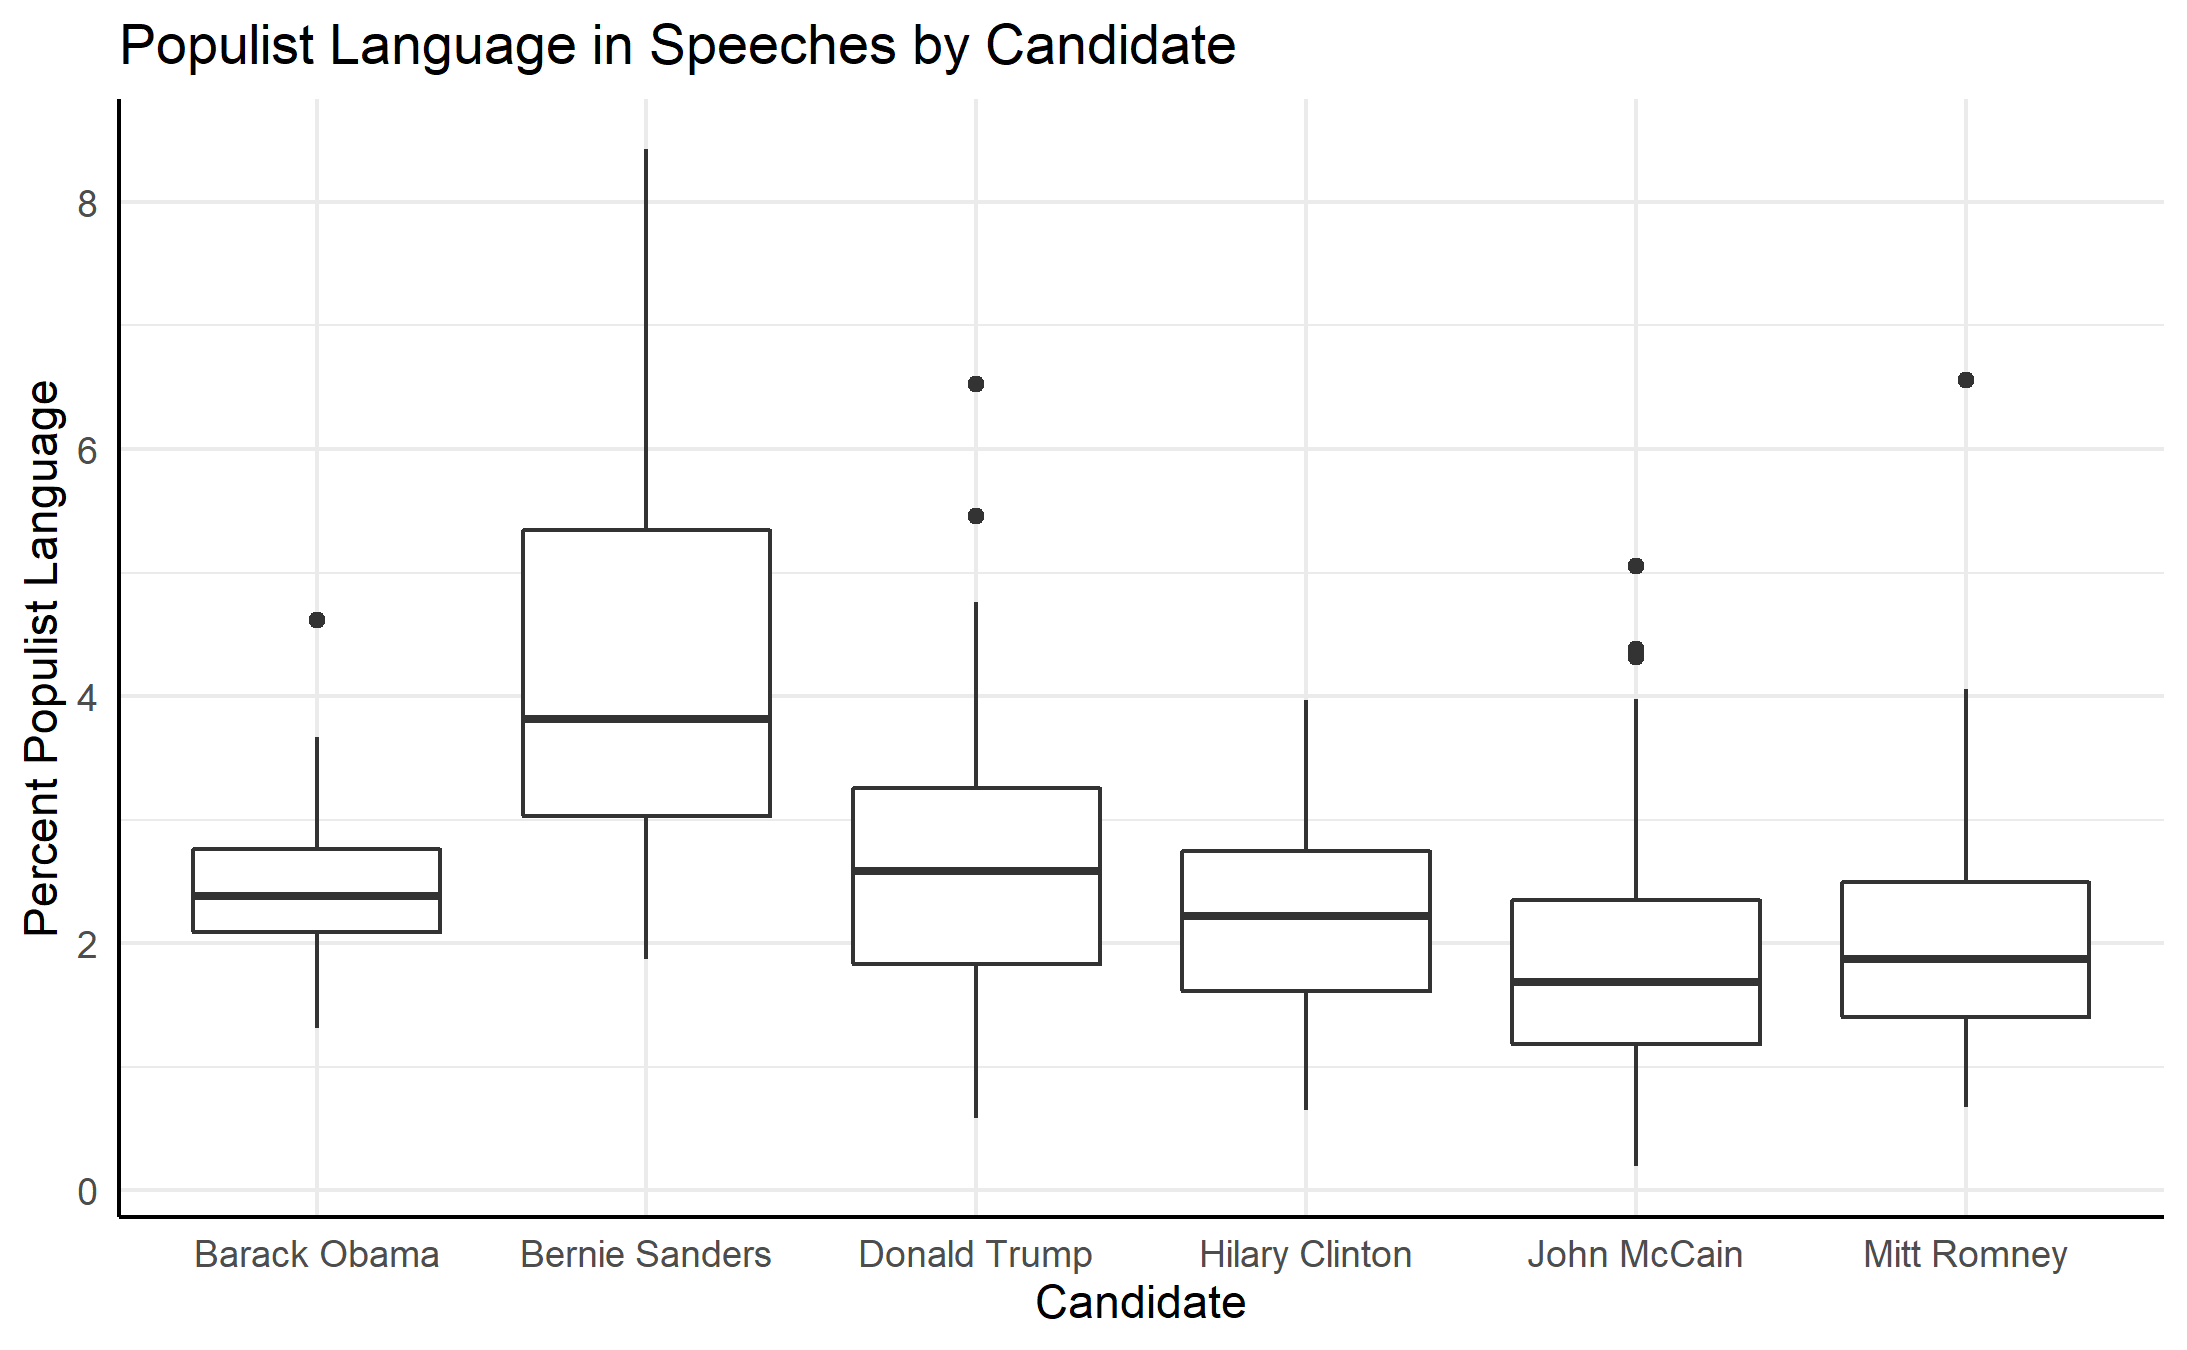 Populist Language in Speeches by Candidate
Percent Populist Language
8
6
4
2
0
Barack Obama Bernie Sanders Donald Trump Hilary Clinton John McCain Mitt Romney
Candidate